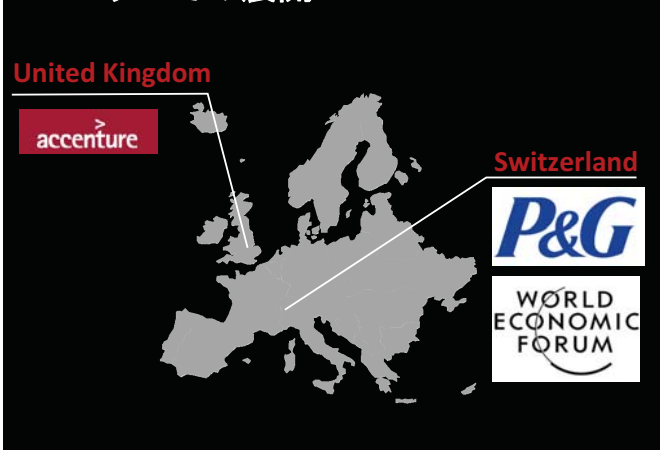 United Kingdom
accenture
Switzerland
P&G
WORLD
ECONOMIC
FORUM